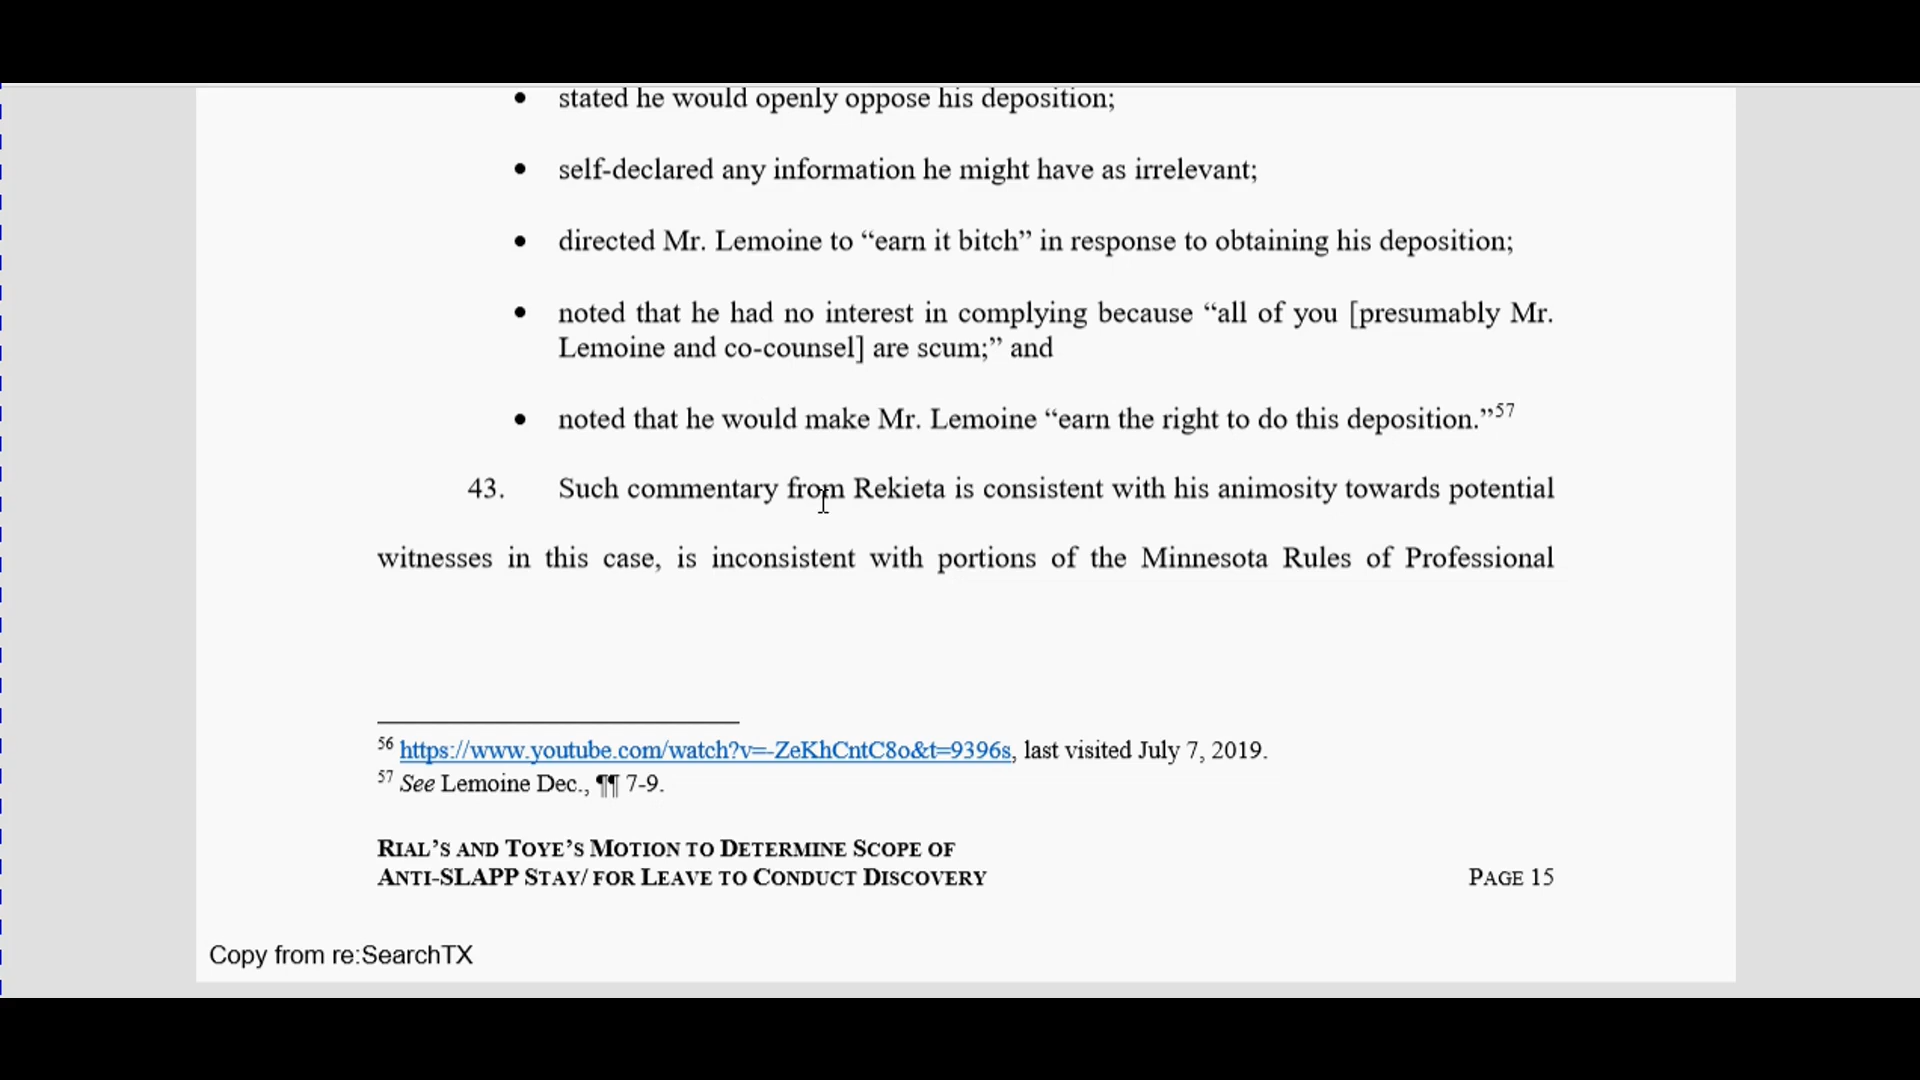 • stated he would openly oppose his deposition;
• self-declared any information he might have as irrelevant;
• directed Mr. Lemoine to “earn it bitch” in response to obtaining his deposition;
• noted that he had no interest in complying because “all of you [presumably Mr.
Lemoine and co-counsel] are scum;” and
• noted that he would make Mr. Lemoine “earn the right to do this deposition.”57
43. Such commentary from Rekieta is consistent with his animosity towards potential
witnesses in this case, is inconsistent with portions of the Minnesota Rules of Professional
56 https://www.youtube.com/watch?v=-ZeKhCntC8o&t=9396s, last visited July 7, 2019.
57 See Lemoine Dec., ¶¶ 7-9.
RIAL’S AND TOYE’S MOTION TO DETERMINE SCOPE OF
ANTI-SLAPP STAY/ FOR LEAVE TO CONDUCT DISCOVERY PAGE 15
Copy from re:SearchTX